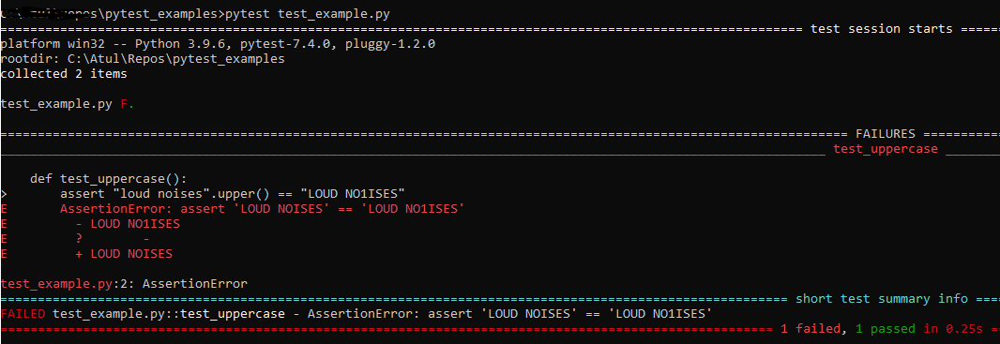 \repos\pytest_examples>pytest test_example.py
============================== test session starts =====
platform win32 -- Python 3.9.6, pytest-7.4.0, pluggy-1.2.0
rootdir: C:\Atul\Repos\pytest_examples
collected 2 items
test_example.py F.
============================== FAILURES ==========
______________________________ test_uppercase _______
def test_uppercase():
> assert "loud noises".upper() == "LOUD NO1ISES"
E AssertionError: assert 'LOUD NOISES' == 'LOUD NO1ISES'
E - LOUD NO1ISES
E ? -
E + LOUD NOISES
test_example.py:2: AssertionError
============================== short test summary info ====
FAILED test_example.py::test_uppercase - AssertionError: assert 'LOUD NOISES' == 'LOUD NO1ISES'
============================== 1 failed, 1 passed in 0.25s =